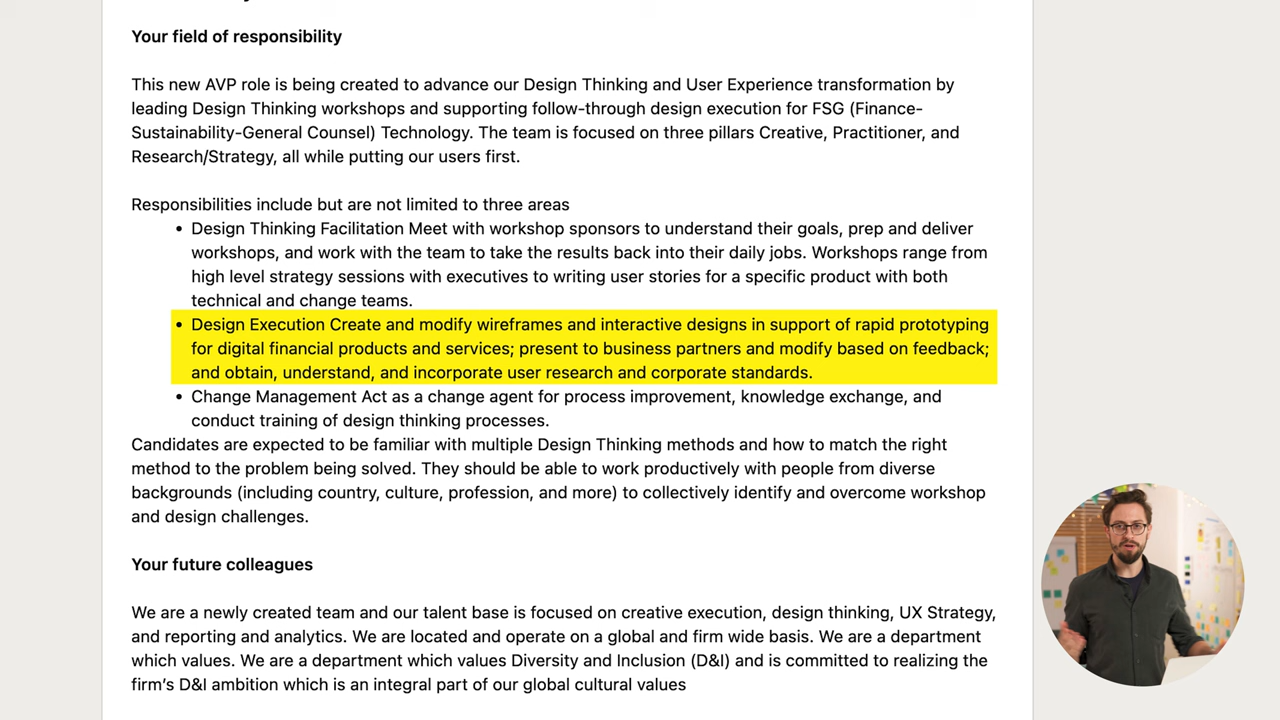 Your field of responsibility
This new AVP role is being created to advance our Design Thinking and User Experience transformation by
leading Design Thinking workshops and supporting follow-through design execution for FSG (Finance-
Sustainability-General Counsel) Technology. The team is focused on three pillars Creative, Practitioner, and
Research/Strategy, all while putting our users first.
Responsibilities include but are not limited to three areas
• Design Thinking Facilitation Meet with workshop sponsors to understand their goals, prep and deliver
workshops, and work with the team to take the results back into their daily jobs. Workshops range from
high level strategy sessions with executives to writing user stories for a specific product with both
technical and change teams.
• Design Execution Create and modify wireframes and interactive designs in support of rapid prototyping
for digital financial products and services; present to business partners and modify based on feedback;
and obtain, understand, and incorporate user research and corporate standards.
• Change Management Act as a change agent for process improvement, knowledge exchange, and
conduct training of design thinking processes.
Candidates are expected to be familiar with multiple Design Thinking methods and how to match the right
method to the problem being solved. They should be able to work productively with people from diverse
backgrounds (including country, culture, profession, and more) to collectively identify and overcome workshop
and design challenges.
Your future colleagues
We are a newly created team and our talent base is focused on creative execution, design thinking, UX Strategy,
and reporting and analytics. We are located and operate on a global and firm wide basis. We are a department
which values. We are a department which values Diversity and Inclusion (D&I) and is committed to realizing the
firm's D&I ambition which is an integral part of our global cultural values